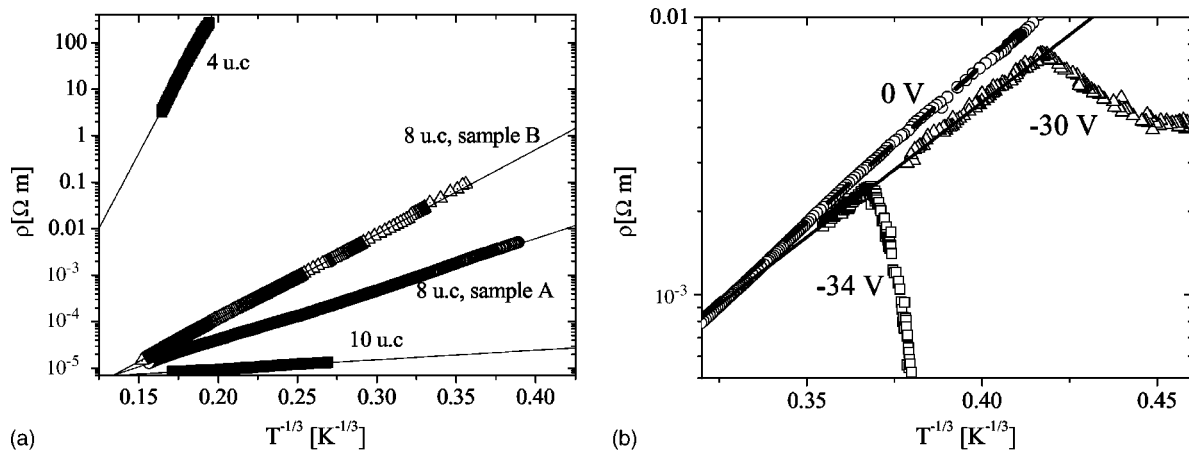 100
10
1
0.1
0.01
10⁻³
10⁻⁴
10⁻⁵
ρ[Ω m]
4 u.c
8 u.c, sample B
8 u.c, sample A
10 u.c
0.15 0.20 0.25 0.30 0.35 0.40
T⁻¹/³ [K⁻¹/³]
(a)
0.01
10⁻³
ρ [Ω m]
0 V
-30 V
-34 V
0.35 0.40 0.45
T⁻¹/³ [K⁻¹/³]
(b)